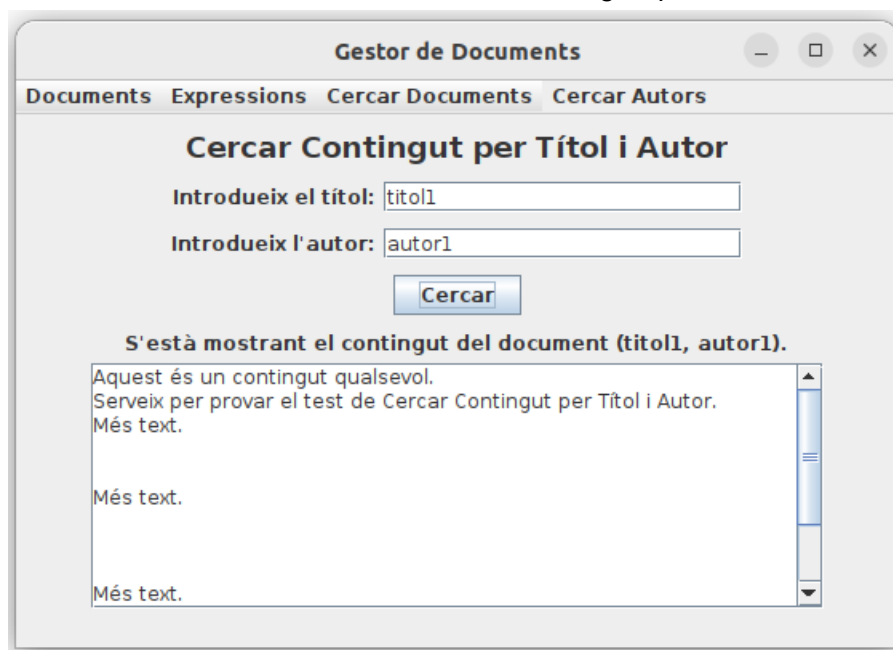 Gestor de Documents
Documents Expressions Cercar Documents Cercar Autors
Cercar Contingut per Títol i Autor
Introdueix el títol: titol1
Introdueix l'autor: autor1
Cercar
S'està mostrant el contingut del document (titol1, autor1).
Aquest és un contingut qualsevol.
Serveix per provar el test de Cercar Contingut per Títol i Autor.
Més text.
Més text.
Més text.